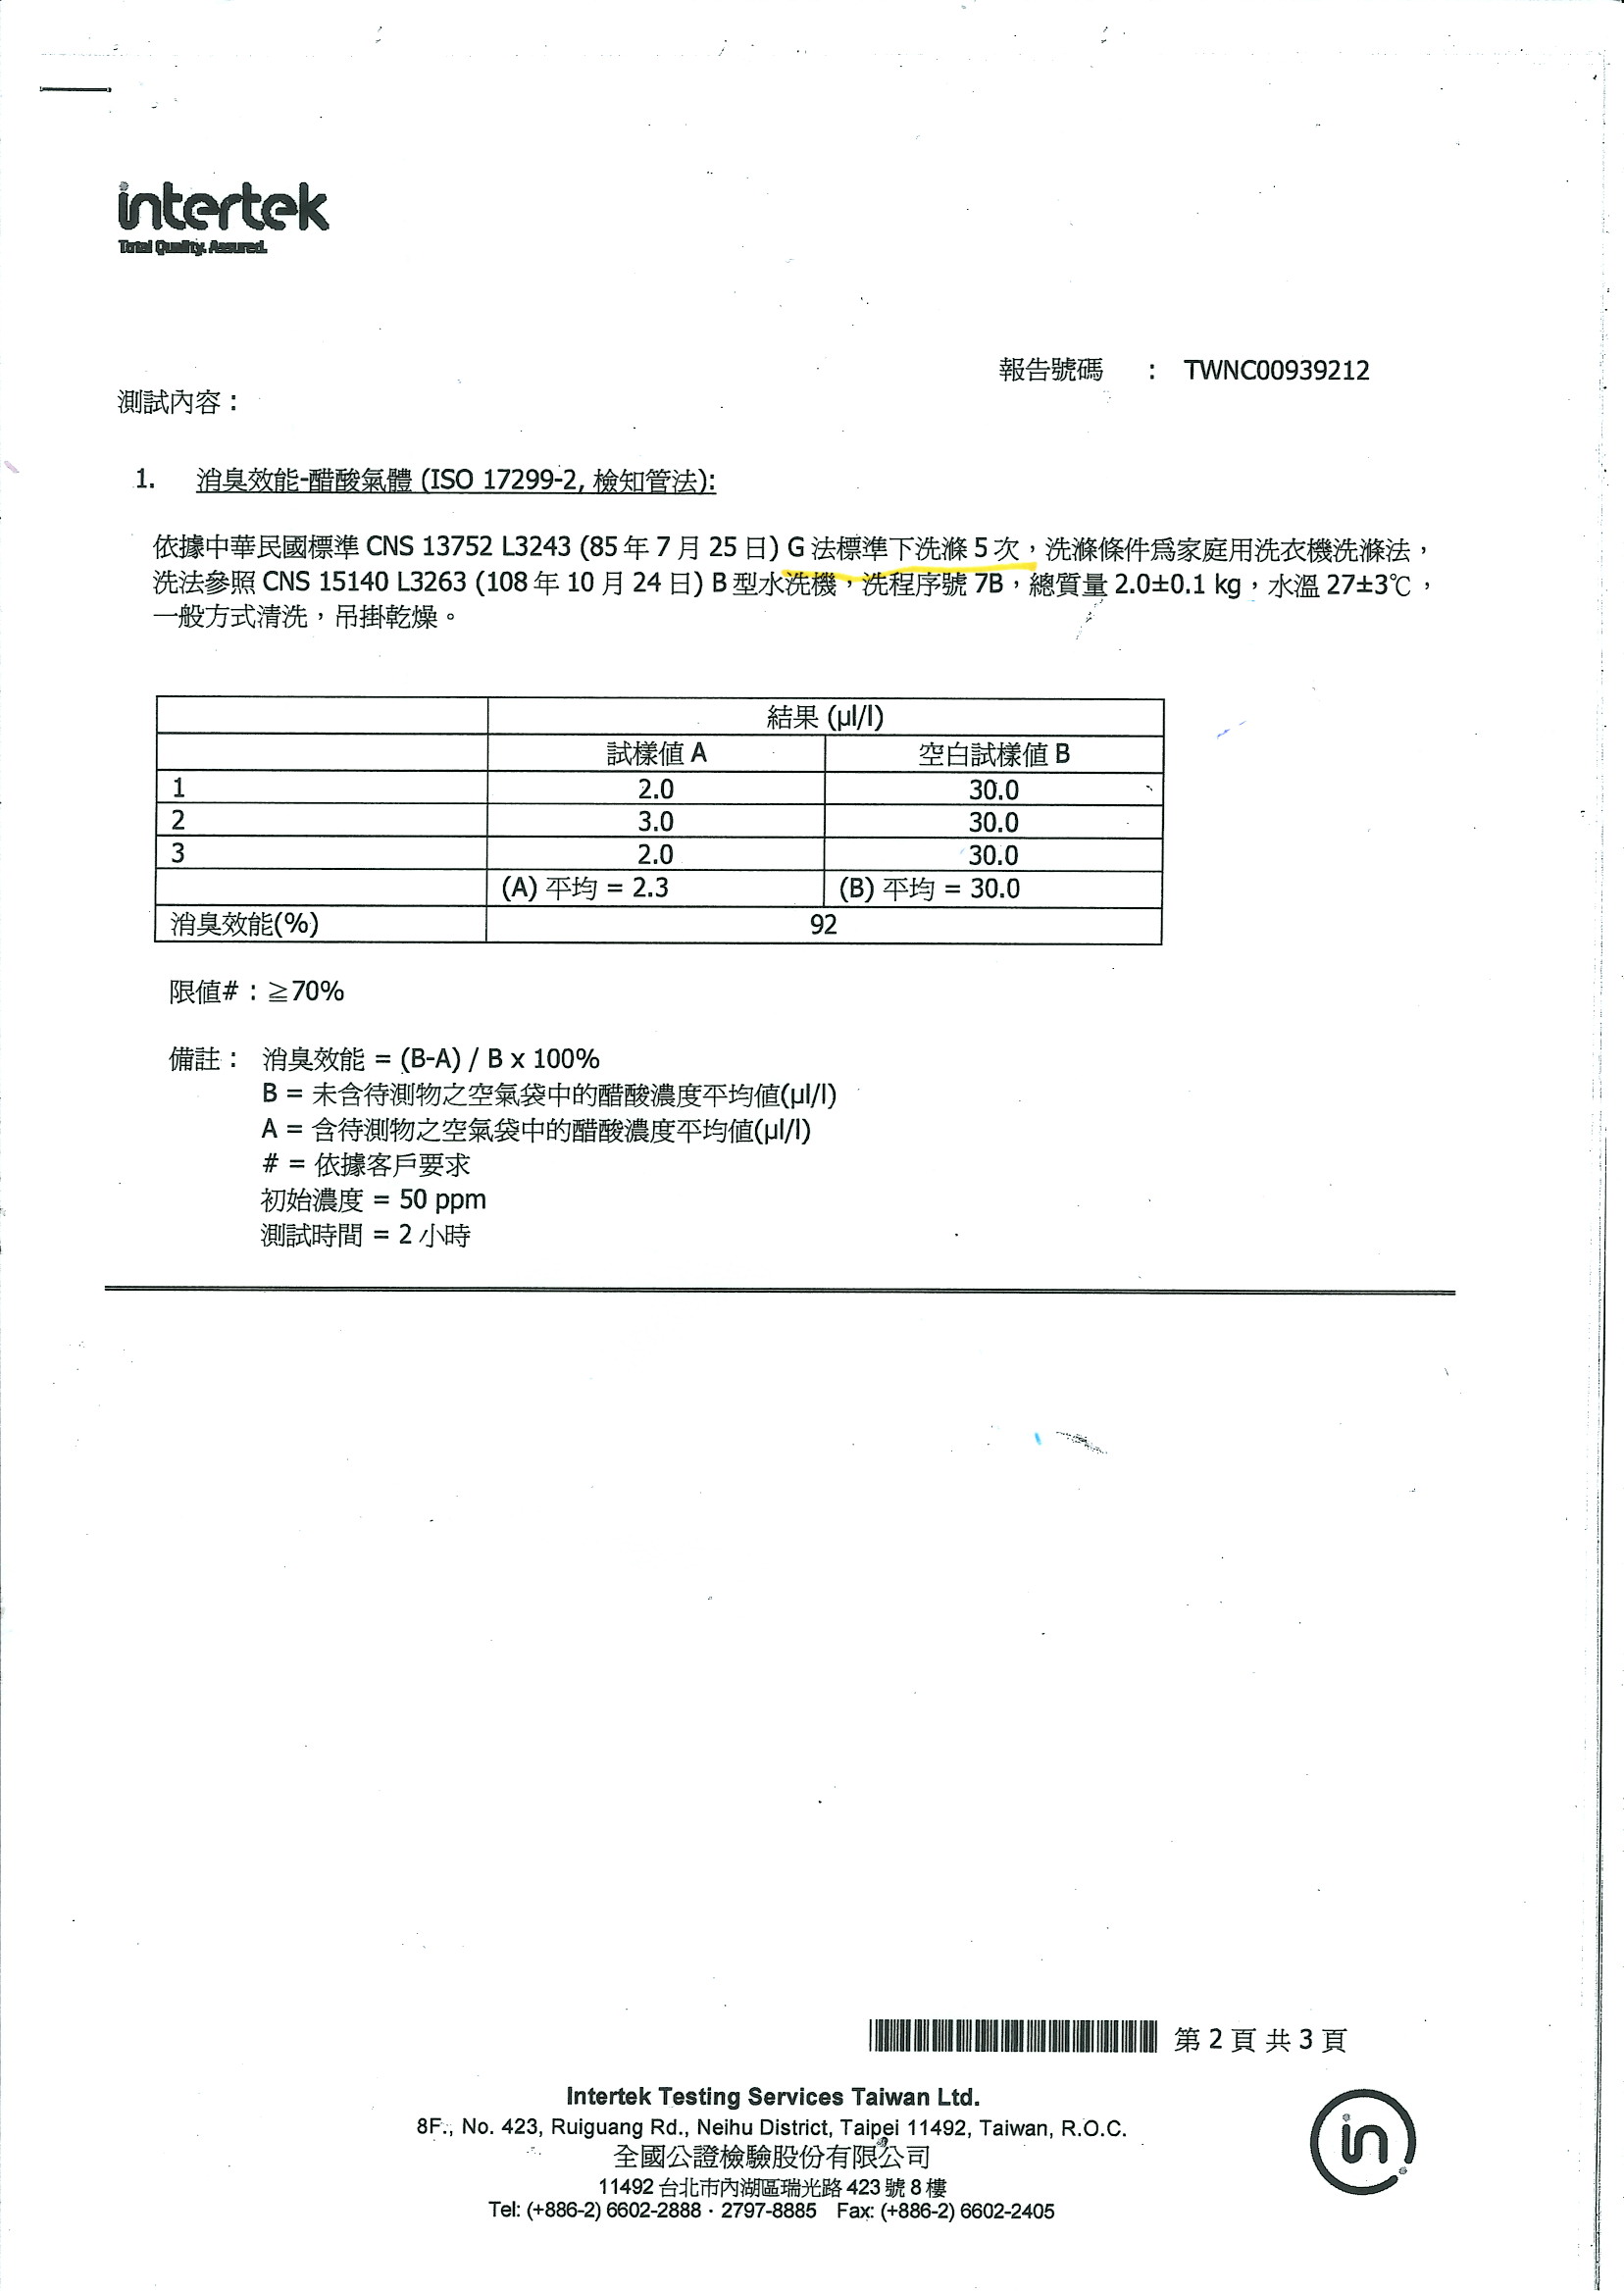 intertek
Total Quality. Assured.
報告號碼 : TWNC00939212
測試內容：
1. 消臭效能-醋酸氣體 (ISO 17299-2, 檢知管法):
依據中華民國標準 CNS 13752 L3243 (85 年 7 月 25 日) G 法標準下洗滌 5 次，洗滌條件為家庭用洗衣機洗滌法，
洗法參照 CNS 15140 L3263 (108 年 10 月 24 日) B 型水洗機，洗程序號 7B，總質量 2.0±0.1 kg，水溫 27±3℃，
一般方式清洗，吊掛乾燥。
結果 (μl/l)
試樣值 A 空白試樣值 B
1 2.0 30.0
2 3.0 30.0
3 2.0 30.0
(A) 平均 = 2.3 (B) 平均 = 30.0
消臭效能(%) 92
限值#：≧70%
備註： 消臭效能 = (B-A) / B x 100%
B = 未含待測物之空氣袋中的醋酸濃度平均值(μl/l)
A = 含待測物之空氣袋中的醋酸濃度平均值(μl/l)
# = 依據客戶要求
初始濃度 = 50 ppm
測試時間 = 2 小時
第 2 頁 共 3 頁
Intertek Testing Services Taiwan Ltd.
8F., No. 423, Ruiguang Rd., Neihu District, Taipei 11492, Taiwan, R.O.C.
全國公證檢驗股份有限公司
11492 台北市內湖區瑞光路 423 號 8 樓
Tel: (+886-2) 6602-2888 · 2797-8885 Fax: (+886-2) 6602-2405
in